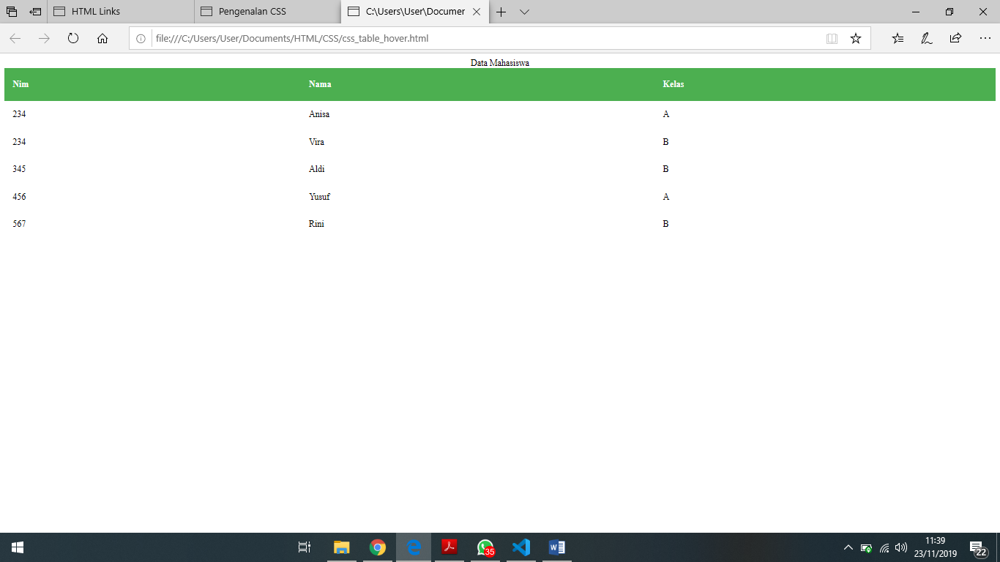 HTML Links Pengenalan CSS C:\Users\User\Documer
file:///C:/Users/User/Documents/HTML/CSS/css_table_hover.html
Data Mahasiswa
Nim Nama Kelas
234 Anisa A
234 Vira B
345 Aldi B
456 Yusuf A
567 Rini B
35
11:39
23/11/2019
22